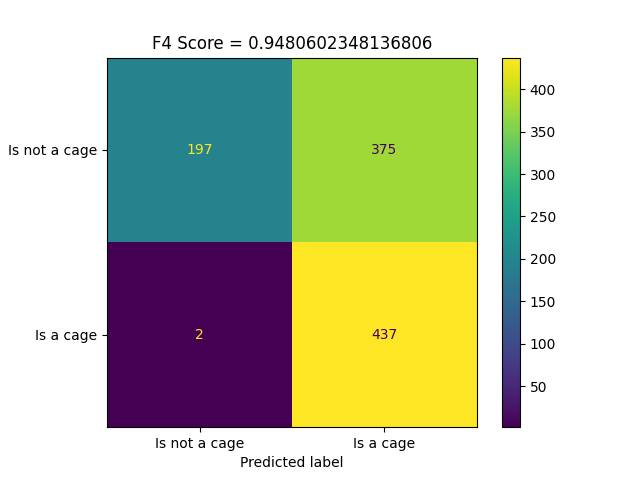 F4 Score = 0.9480602348136806
Is not a cage
197
375
Is a cage
2
437
Is not a cage
Is a cage
Predicted label
400
350
300
250
200
150
100
50